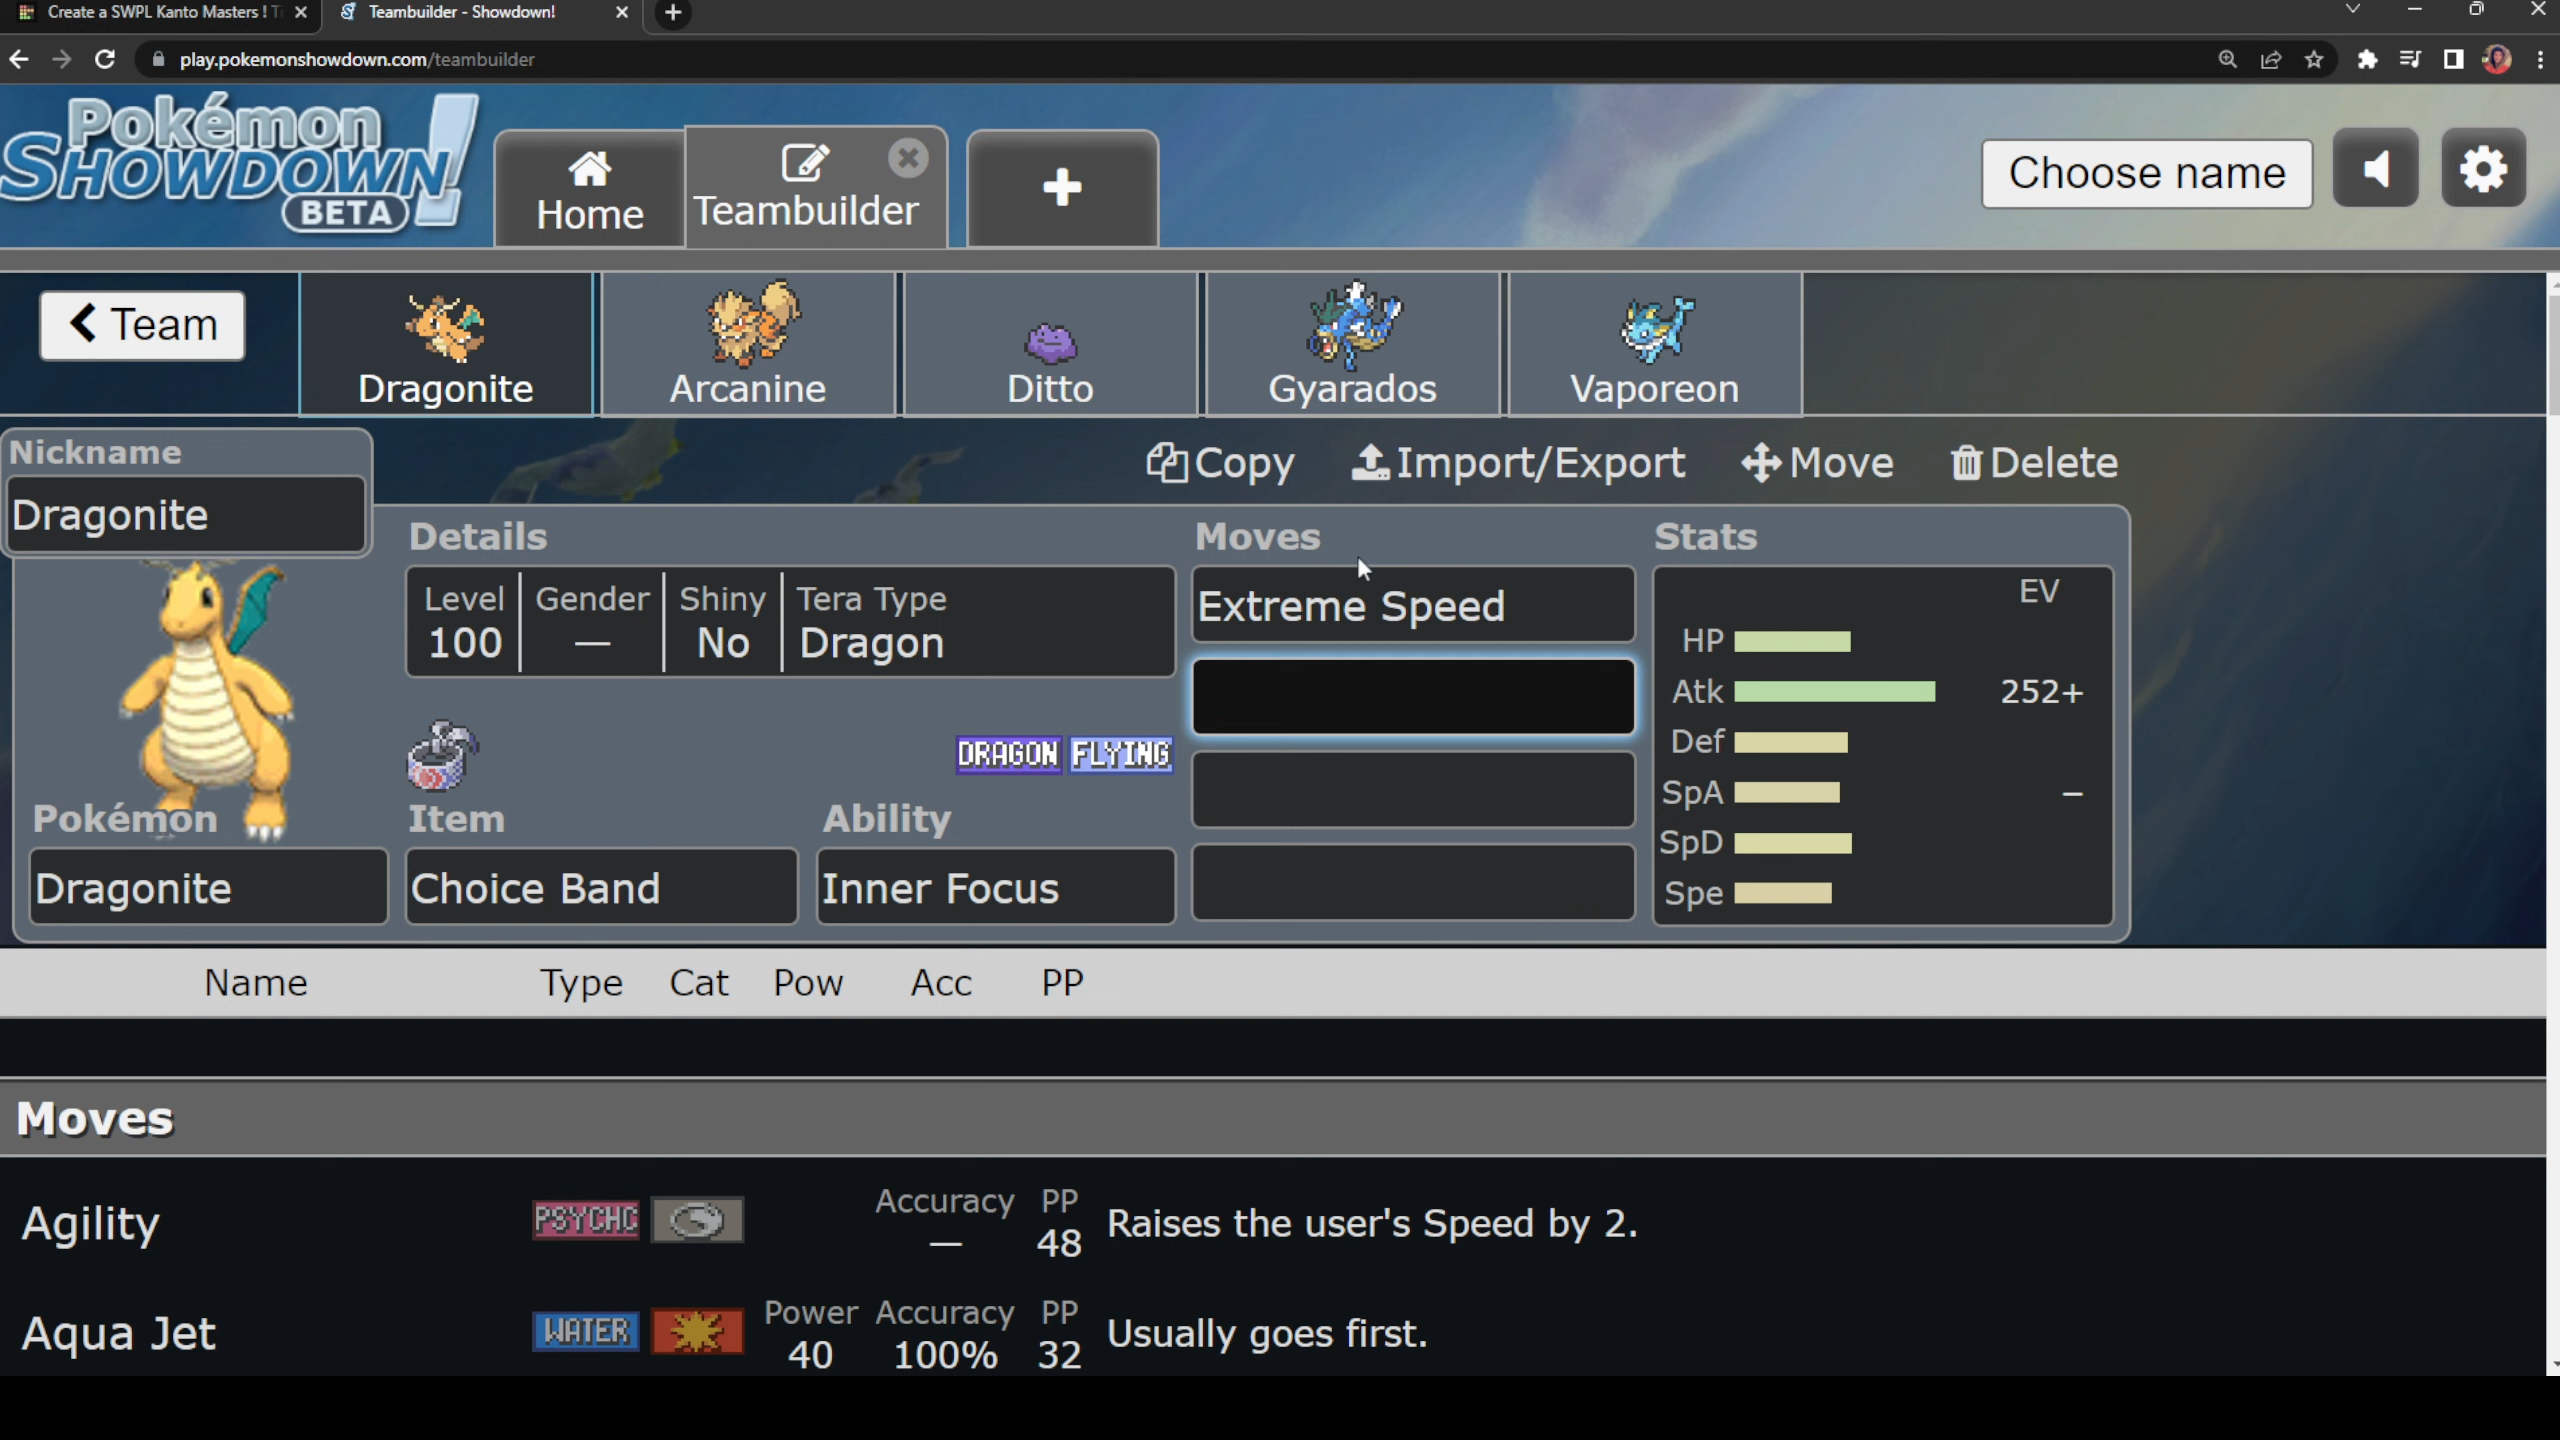 Create a SWPL Kanto Masters ! Ti
Teambuilder - Showdown!
play.pokemonshowdown.com/teambuilder
Pokémon
SHOWDOWN!
BETA
Home
Teambuilder
Choose name
Team
Dragonite
Arcanine
Ditto
Gyarados
Vaporeon
Nickname
Dragonite
Copy
Import/Export
Move
Delete
Details
Level
100
Gender
—
Shiny
No
Tera Type
Dragon
DRAGON
FLYING
Pokémon
Dragonite
Item
Choice Band
Ability
Inner Focus
Moves
Extreme Speed
Stats
EV
HP
Atk 252+
Def
SpA −
SpD
Spe
Name Type Cat Pow Acc PP
Moves
Agility
PSYCHC
Accuracy
—
PP
48
Raises the user's Speed by 2.
Aqua Jet
WATER
Power
40
Accuracy
100%
PP
32
Usually goes first.